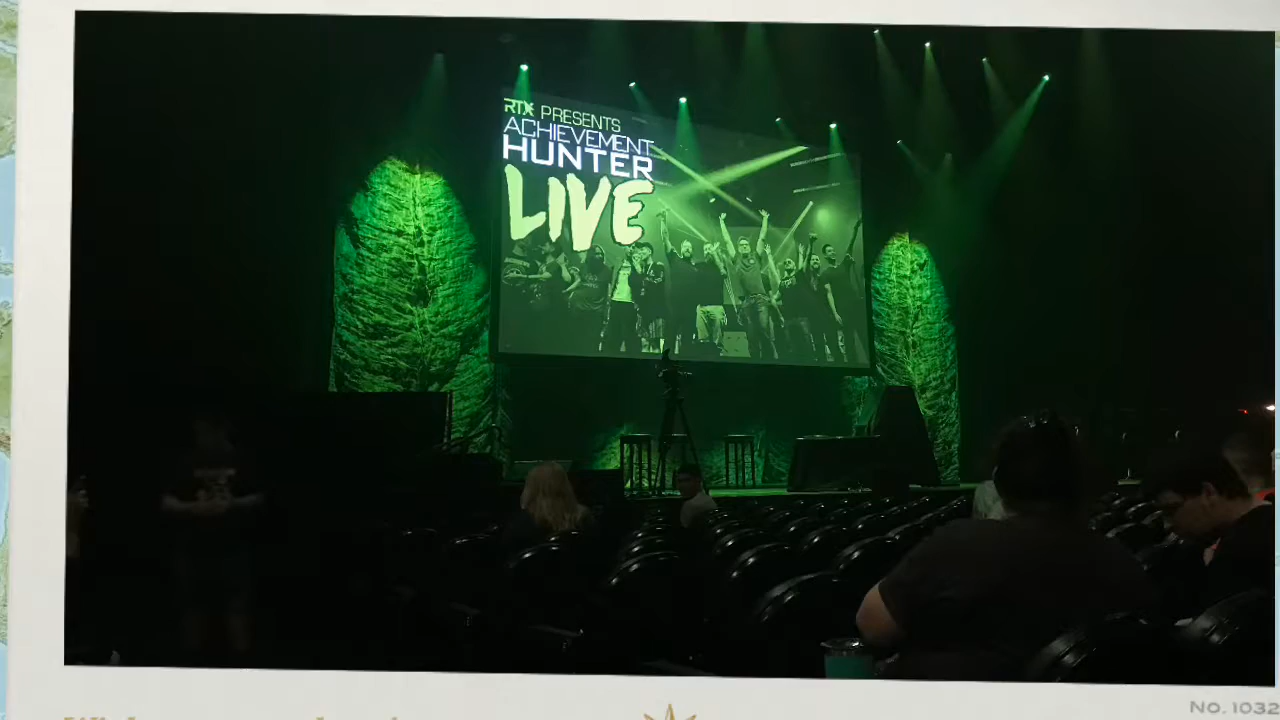 RTX PRESENTS
ACHIEVEMENT
HUNTER
LIVE
NO. 1032